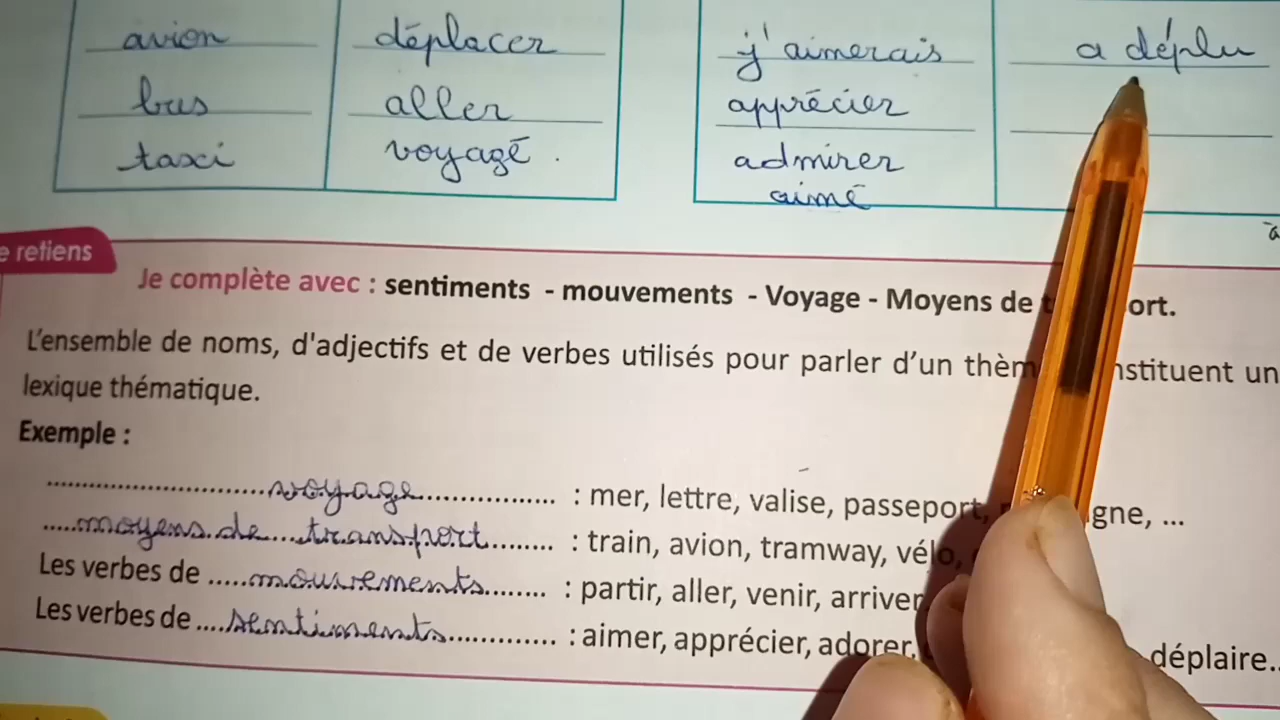 avion déplacer j'aimerais a déplu
bus aller apprécier
taxi voyagé . admirer
aimé
e retiens
Je complète avec : sentiments - mouvements - Voyage - Moyens de ort.
L'ensemble de noms, d'adjectifs et de verbes utilisés pour parler d'un thèm nstituent un
lexique thématique.
Exemple :
........voyage........ : mer, lettre, valise, passeport, gne, ...
.....moyens de...transport......... : train, avion, tramway, vélo,
Les verbes de .....mouvements........ : partir, aller, venir, arriver
Les verbes de ....sentiments............. : aimer, apprécier, adorer, déplaire..